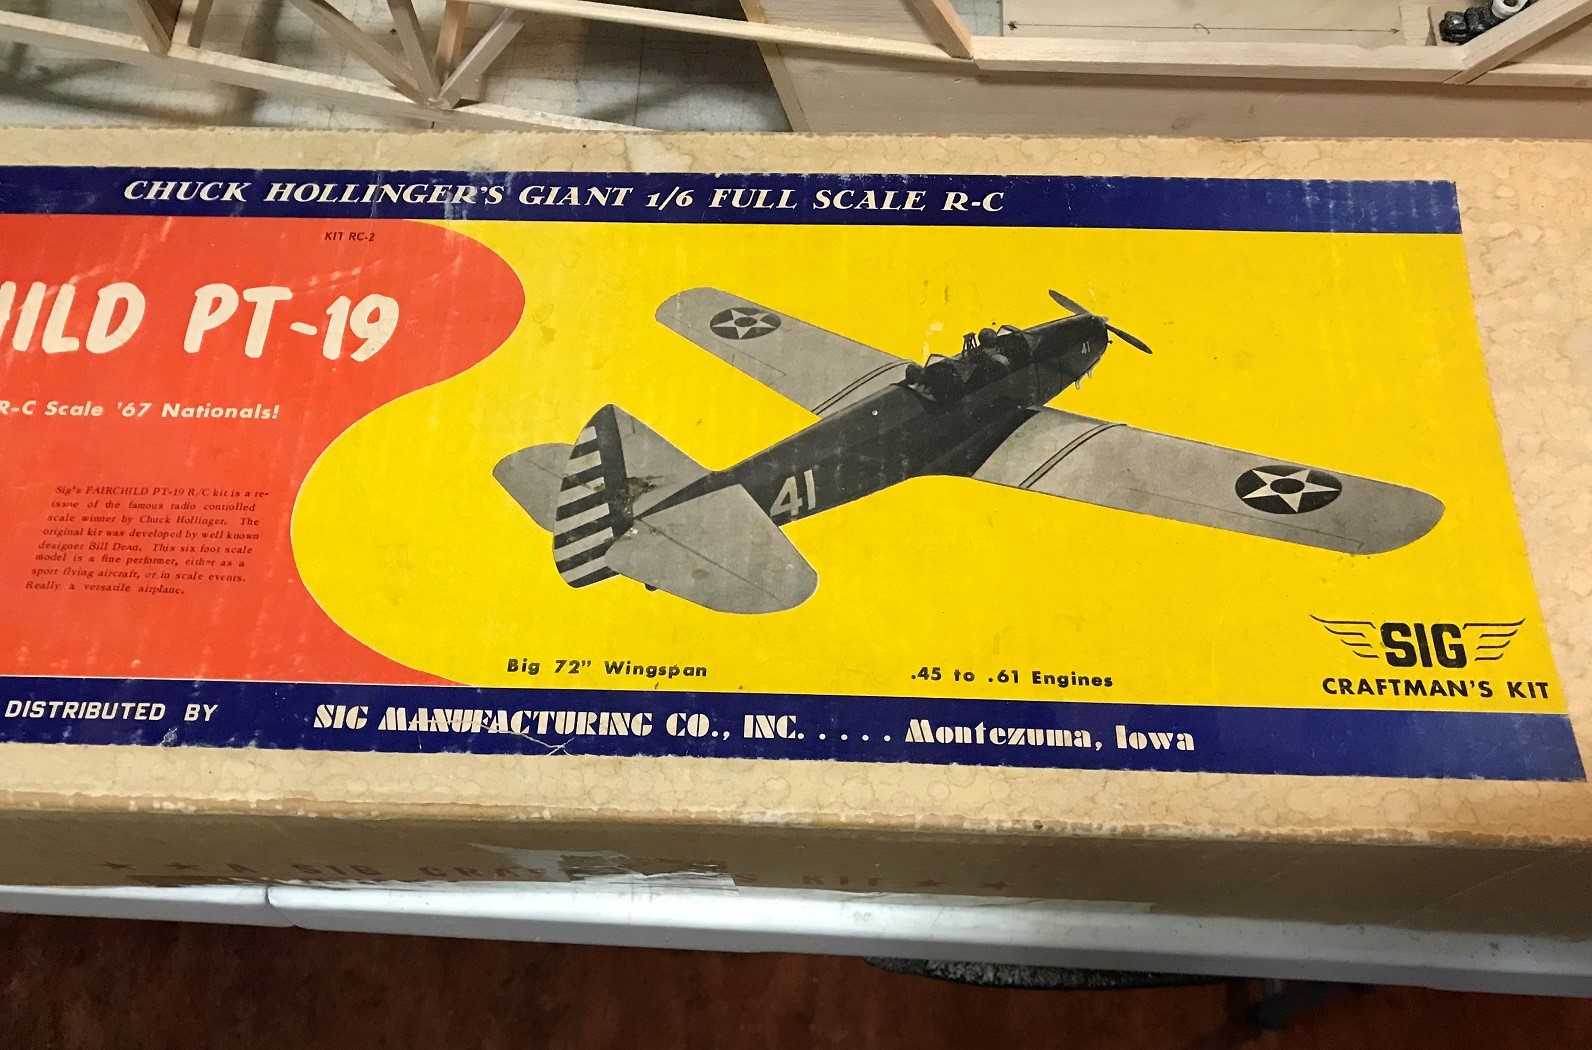 CHUCK HOLLINGER'S GIANT 1/6 FULL SCALE R-C
KIT RC-2
HILD PT-19
R-C Scale '67 Nationals!
Sig's FAIRCHILD PT-19 R/C kit is a re-
issue of the famous radio controlled
scale winner by Chuck Hollinger. The
original kit was developed by well known
designer Bill Dean. This six foot scale
model is a fine performer, either as a
sport flying aircraft, or in scale events.
Really a versatile airplane.
41
41
Big 72" Wingspan
.45 to .61 Engines
SIG
CRAFTMAN'S KIT
DISTRIBUTED BY
SIG MANUFACTURING CO., INC. . . . . Montezuma, Iowa
A SIG CRAF S KIT